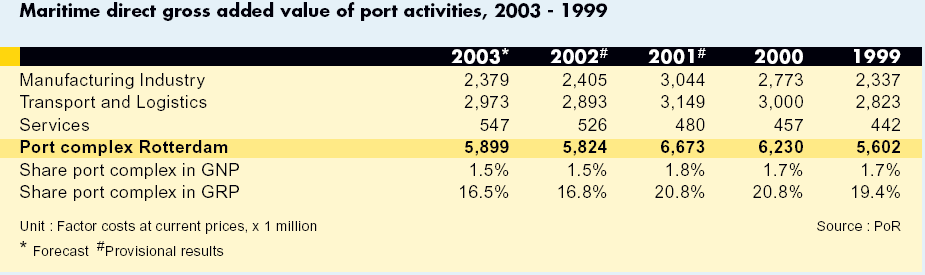 Maritime direct gross added value of port activities, 2003 - 1999
2003* 2002# 2001# 2000 1999
Manufacturing Industry 2,379 2,405 3,044 2,773 2,337
Transport and Logistics 2,973 2,893 3,149 3,000 2,823
Services 547 526 480 457 442
Port complex Rotterdam 5,899 5,824 6,673 6,230 5,602
Share port complex in GNP 1.5% 1.5% 1.8% 1.7% 1.7%
Share port complex in GRP 16.5% 16.8% 20.8% 20.8% 19.4%
Unit : Factor costs at current prices, x 1 million Source : PoR
* Forecast #Provisional results